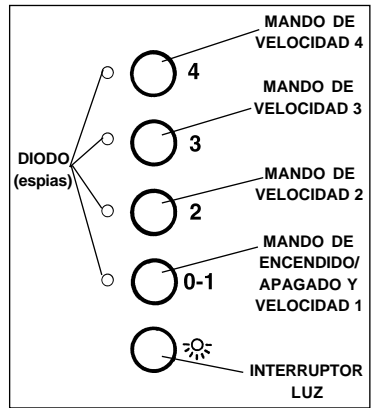 MANDO DE
VELOCIDAD 4
4
MANDO DE
VELOCIDAD 3
3
DIODO
(espias)
MANDO DE
VELOCIDAD 2
2
MANDO DE
ENCENDIDO/
APAGADO Y
VELOCIDAD 1
0-1
INTERRUPTOR
LUZ